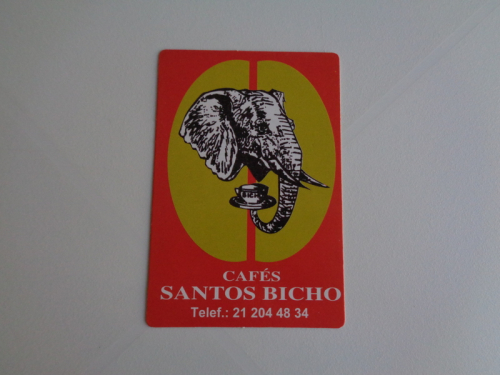 CAFÉS
SANTOS BICHO
Telef.: 21 204 48 34